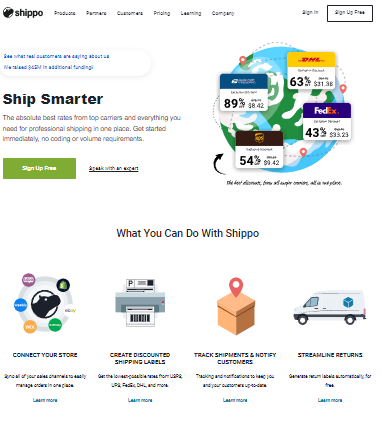 shippo
Products Partners Customers Pricing Learning Company
Sign In
Sign Up Free
See what real customers are saying about us
We raised $45M in additional funding!
Ship Smarter
The absolute best rates from top carriers and everything you
need for professional shipping in one place. Get started
immediately, no coding or volume requirements.
Sign Up Free
Speak with an expert
89% off $8.42
DHL
63% off $31.38
FedEx
43% off $33.23
ups
54% off $9.42
The best discounts, from all major carriers, all in one place.
What You Can Do With Shippo
CONNECT YOUR STORE
Sync all of your sales channels to easily
manage orders in one place.
Learn more
CREATE DISCOUNTED
SHIPPING LABELS
Get the lowest-possible rates from USPS,
UPS, FedEx, DHL, and more.
Learn more
TRACK SHIPMENTS & NOTIFY
CUSTOMERS
Tracking and notifications to keep you
and your customers up-to-date.
Learn more
STREAMLINE RETURNS
Generate return labels automatically, for
free.
Learn more